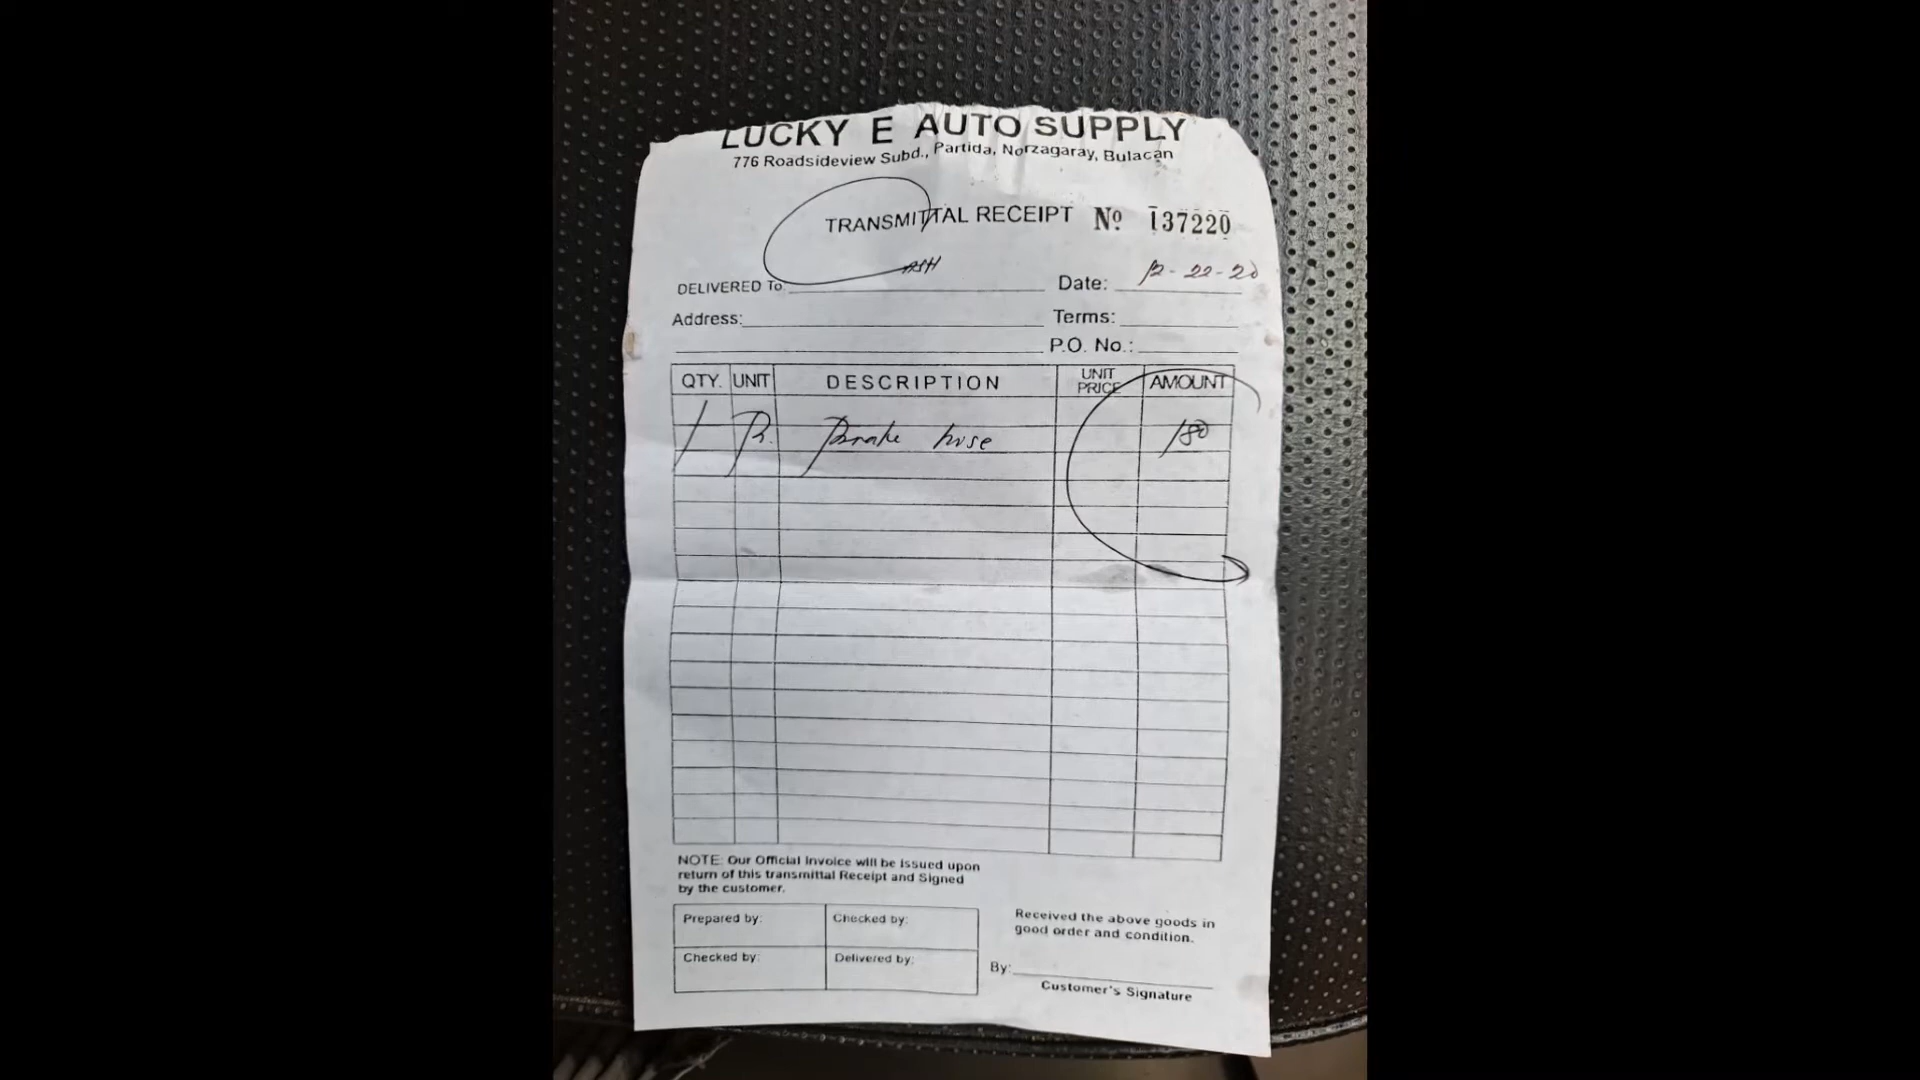 LUCKY E AUTO SUPPLY
776 Roadsideview Subd., Partida, Norzagaray, Bulacan
TRANSMITTAL RECEIPT Nº 137220
DELIVERED To:
Date: 12-22-20
Address:
Terms:
P.O. No.:
QTY. UNIT DESCRIPTION UNIT PRICE AMOUNT
1 Brake hose 180
NOTE: Our Official Invoice will be issued upon
return of this transmittal Receipt and Signed
by the customer.
Prepared by: Checked by:
Checked by: Delivered by:
Received the above goods in
good order and condition.
By:
Customer's Signature